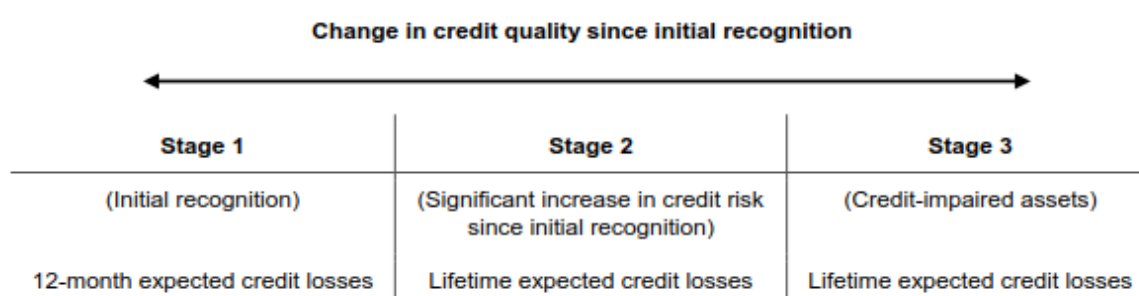 Change in credit quality since initial recognition
Stage 1
Stage 2
Stage 3
(Initial recognition)
(Significant increase in credit risk
since initial recognition)
(Credit-impaired assets)
12-month expected credit losses
Lifetime expected credit losses
Lifetime expected credit losses